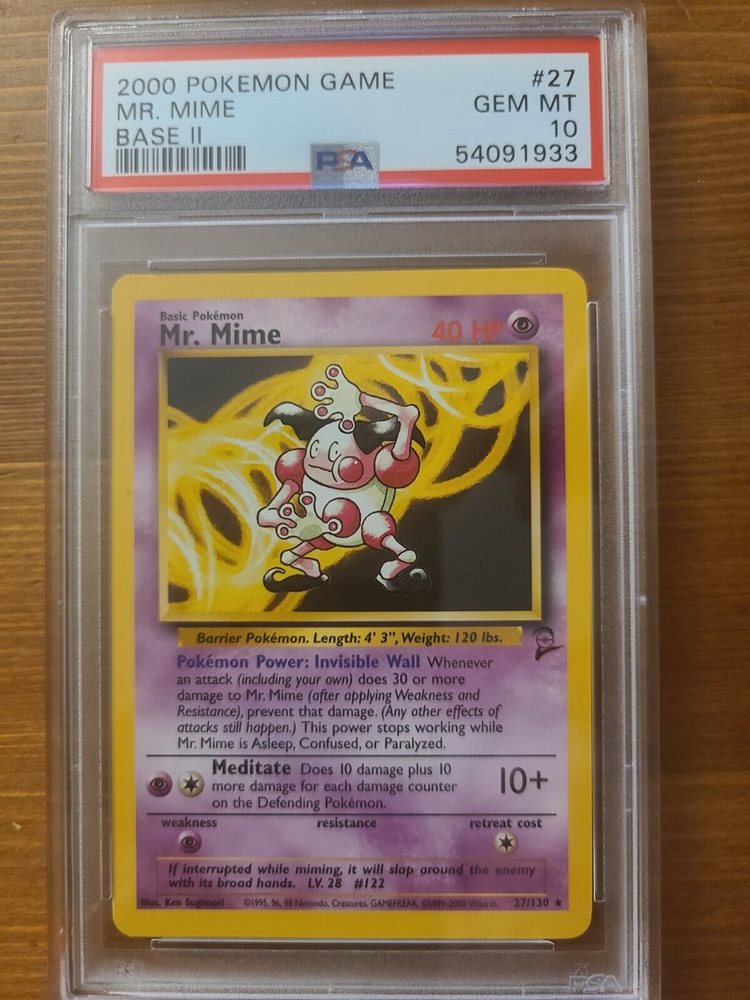 2000 POKEMON GAME #27
MR. MIME GEM MT
BASE II 10
PSA 54091933
Basic Pokémon
Mr. Mime 40 HP
Barrier Pokémon. Length: 4' 3", Weight: 120 lbs.
Pokémon Power: Invisible Wall Whenever
an attack (including your own) does 30 or more
damage to Mr. Mime (after applying Weakness and
Resistance), prevent that damage. (Any other effects of
attacks still happen.) This power stops working while
Mr. Mime is Asleep, Confused, or Paralyzed.
Meditate Does 10 damage plus 10
more damage for each damage counter 10+
on the Defending Pokémon.
weakness resistance retreat cost
If interrupted while miming, it will slap around the enemy
with its broad hands. LV. 28 #122
Illus. Ken Sugimori ©1995, 96, 98 Nintendo, Creatures, GAMEFREAK. ©1999-2000 Wizards. 27/130 ★
PSA